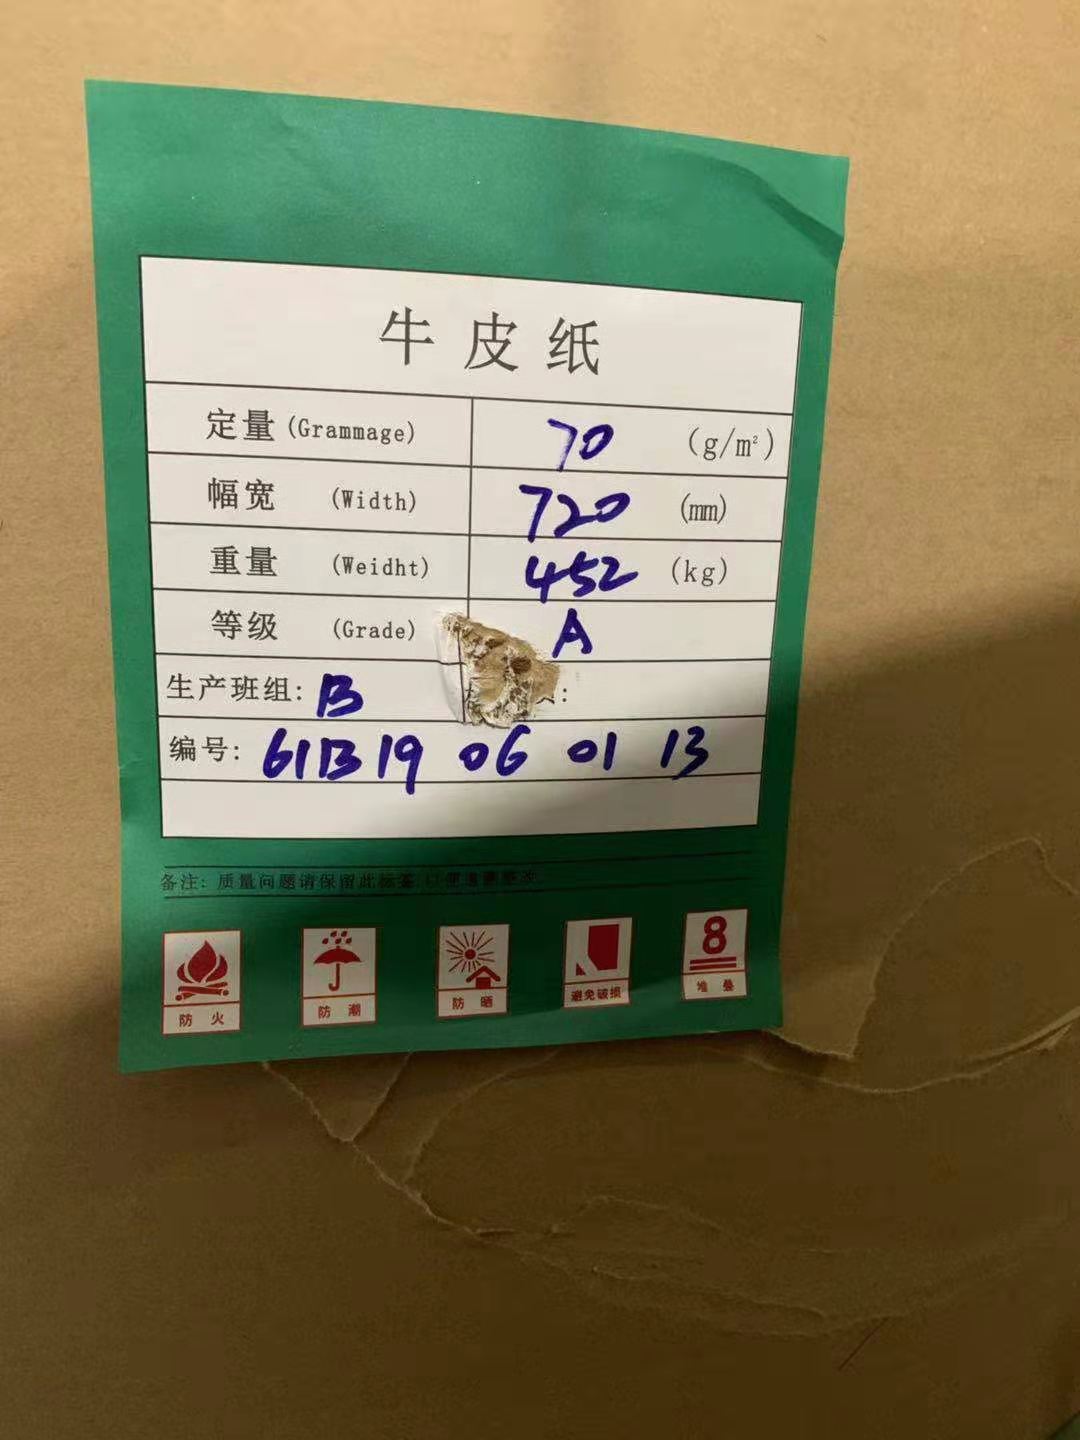 牛皮纸
定量 (Grammage) 70 (g/m²)
幅宽 (Width) 720 (mm)
重量 (Weidht) 452 (kg)
等级 (Grade) A
生产班组: B :
编号: 61B19 06 01 13
备注: 质量问题请保留此标签,以便
防火 防潮 防晒 避免破损 8 堆叠